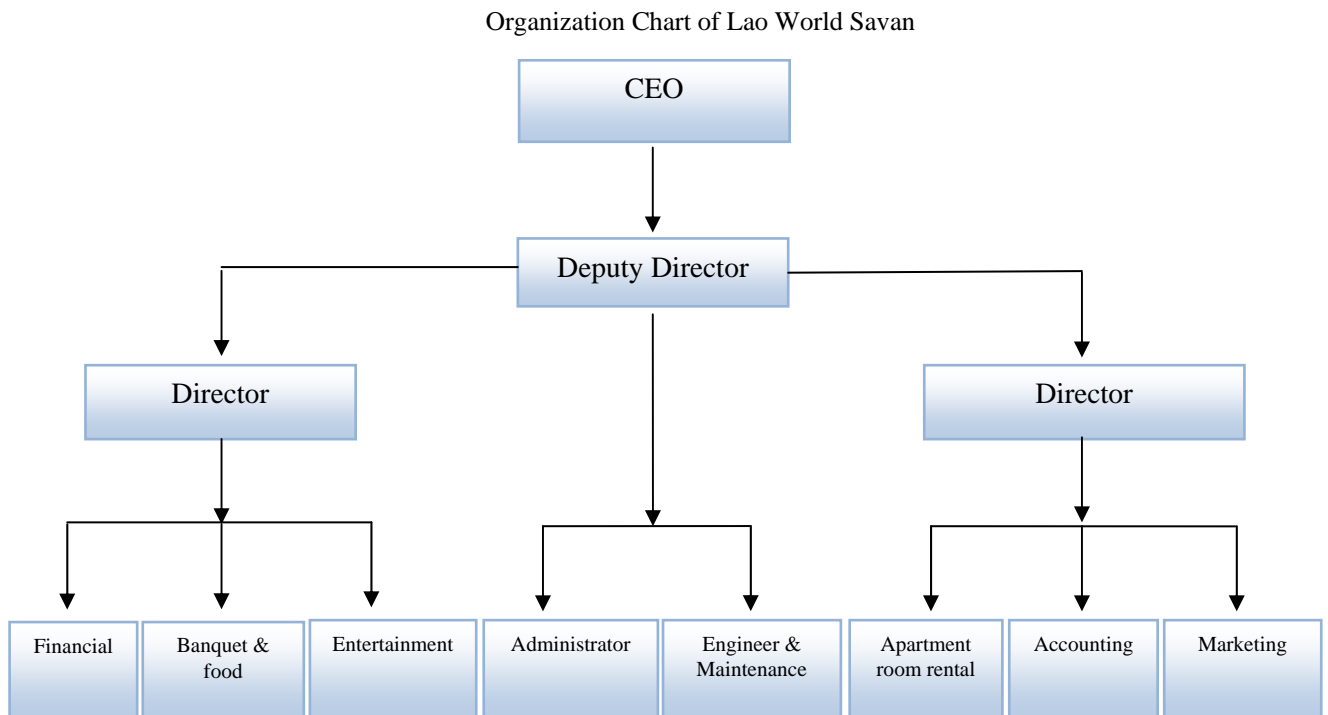 Organization Chart of Lao World Savan
CEO
Deputy Director
Director
Director
Financial
Banquet &
food
Entertainment
Administrator
Engineer &
Maintenance
Apartment
room rental
Accounting
Marketing